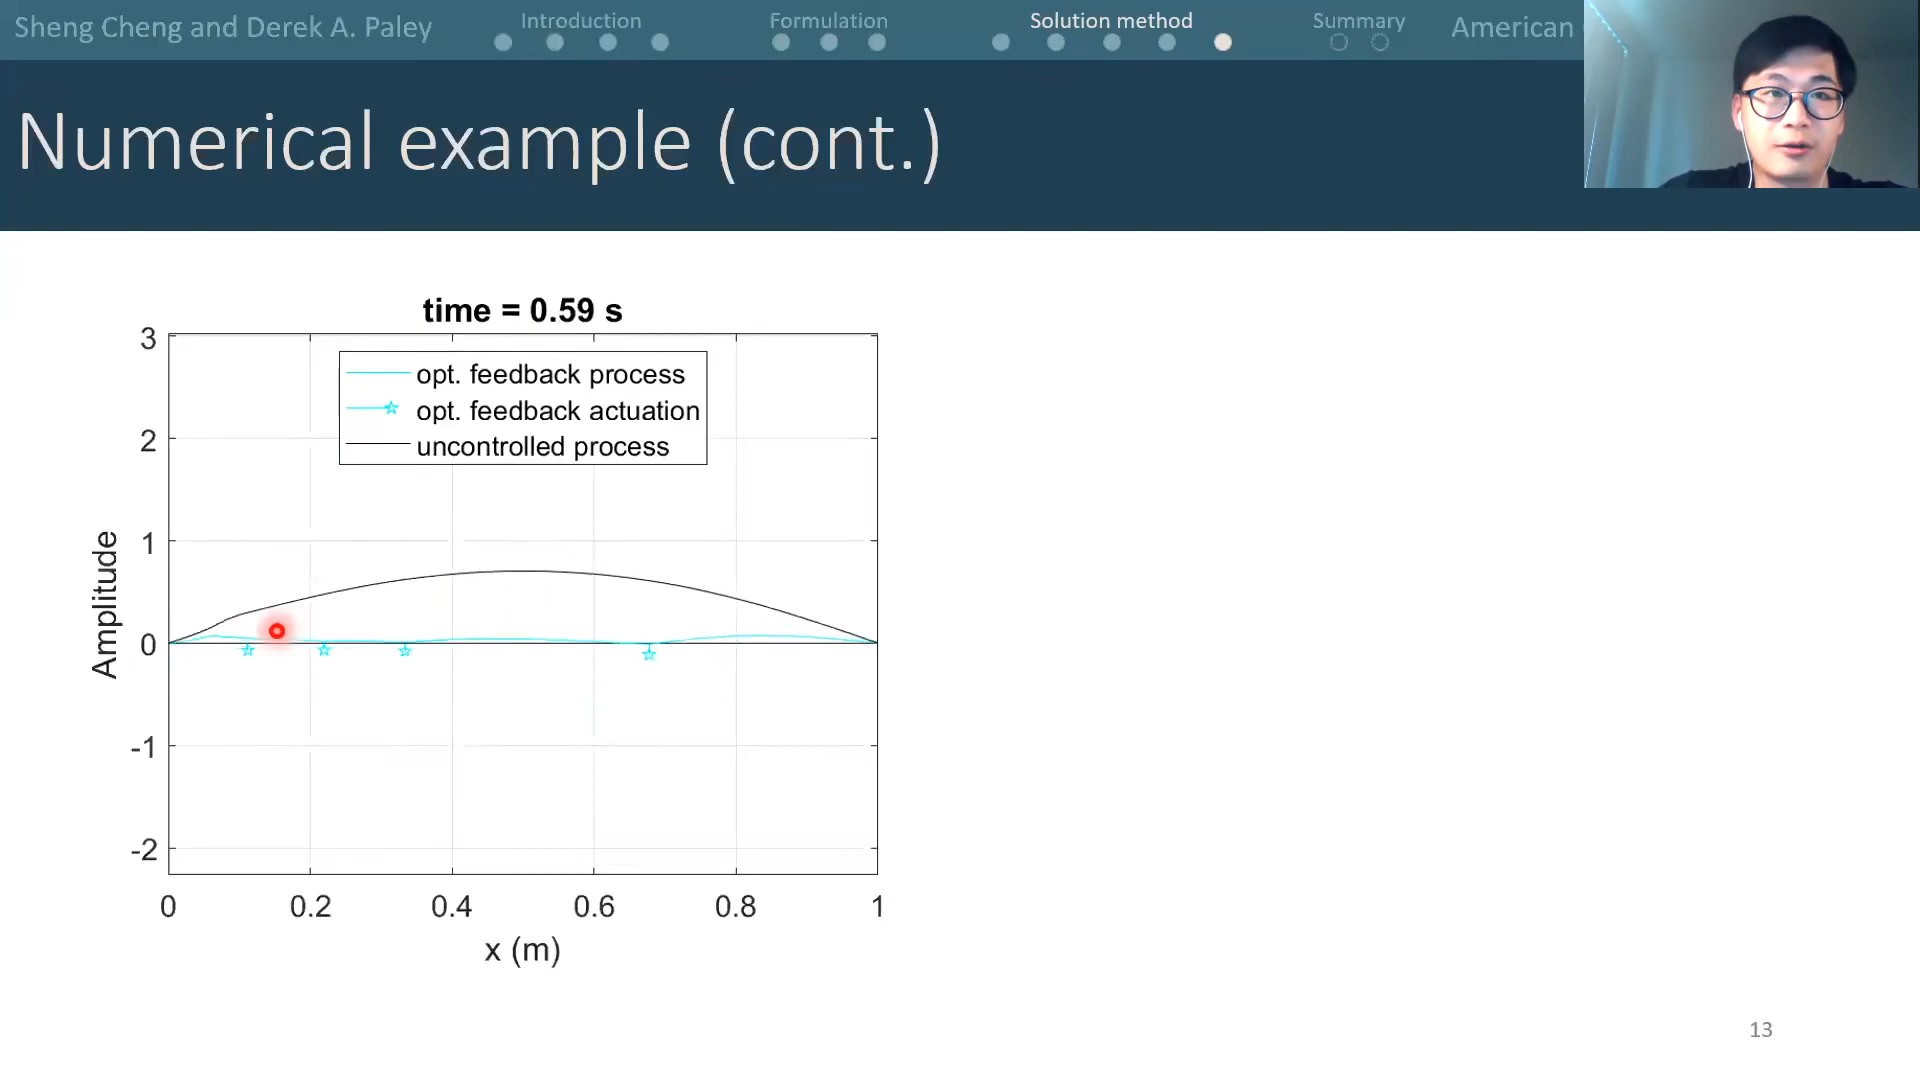 Sheng Cheng and Derek A. Paley
Introduction
Formulation
Solution method
Summary
American
Numerical example (cont.)
time = 0.59 s
opt. feedback process
opt. feedback actuation
uncontrolled process
Amplitude
3
2
1
0
-1
-2
0 0.2 0.4 0.6 0.8 1
x (m)
13